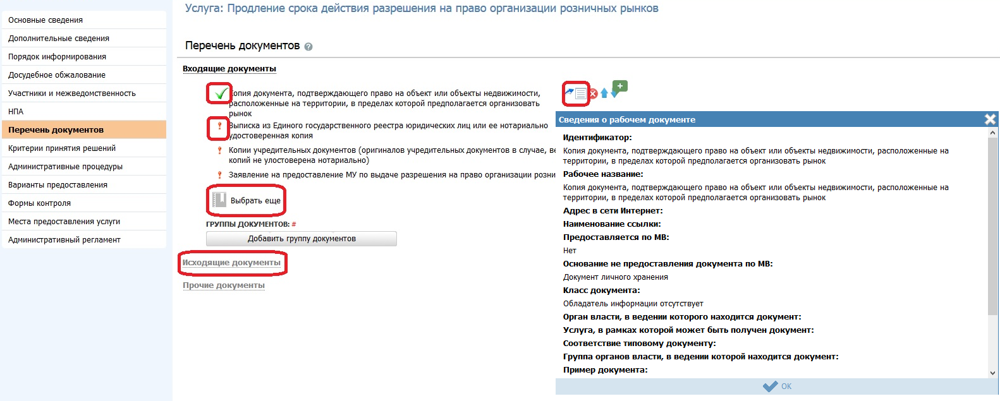 Услуга: Продление срока действия разрешения на право организации розничных рынков
Основные сведения
Дополнительные сведения
Порядок информирования
Досудебное обжалование
Участники и межведомственность
НПА
Перечень документов
Критерии принятия решений
Административные процедуры
Варианты предоставления
Формы контроля
Места предоставления услуги
Административный регламент
Перечень документов ?
Входящие документы
копия документа, подтверждающего право на объект или объекты недвижимости,
расположенные на территории, в пределах которой предполагается организовать
рынок
Выписка из Единого государственного реестра юридических лиц или ее нотариально
удостоверенная копия
Копии учредительных документов (оригиналов учредительных документов в случае, ве
копий не удостоверена нотариально)
Заявление на предоставление МУ по выдаче разрешения на право организации розни
Выбрать еще
ГРУППЫ ДОКУМЕНТОВ: #
Добавить группу документов
Исходящие документы
Прочие документы
Сведения о рабочем документе
Идентификатор:
Копия документа, подтверждающего право на объект или объекты недвижимости, расположенные на
территории, в пределах которой предполагается организовать рынок
Рабочее название:
Копия документа, подтверждающего право на объект или объекты недвижимости, расположенные на
территории, в пределах которой предполагается организовать рынок
Адрес в сети Интернет:
Наименование ссылки:
Предоставляется по МВ:
Нет
Основание не предоставления документа по МВ:
Документ личного хранения
Класс документа:
Обладатель информации отсутствует
Орган власти, в ведении которого находится документ:
Услуга, в рамках которой может быть получен документ:
Соответствие типовому документу:
Группа органов власти, в ведении которой находится документ:
Пример документа:
ОК